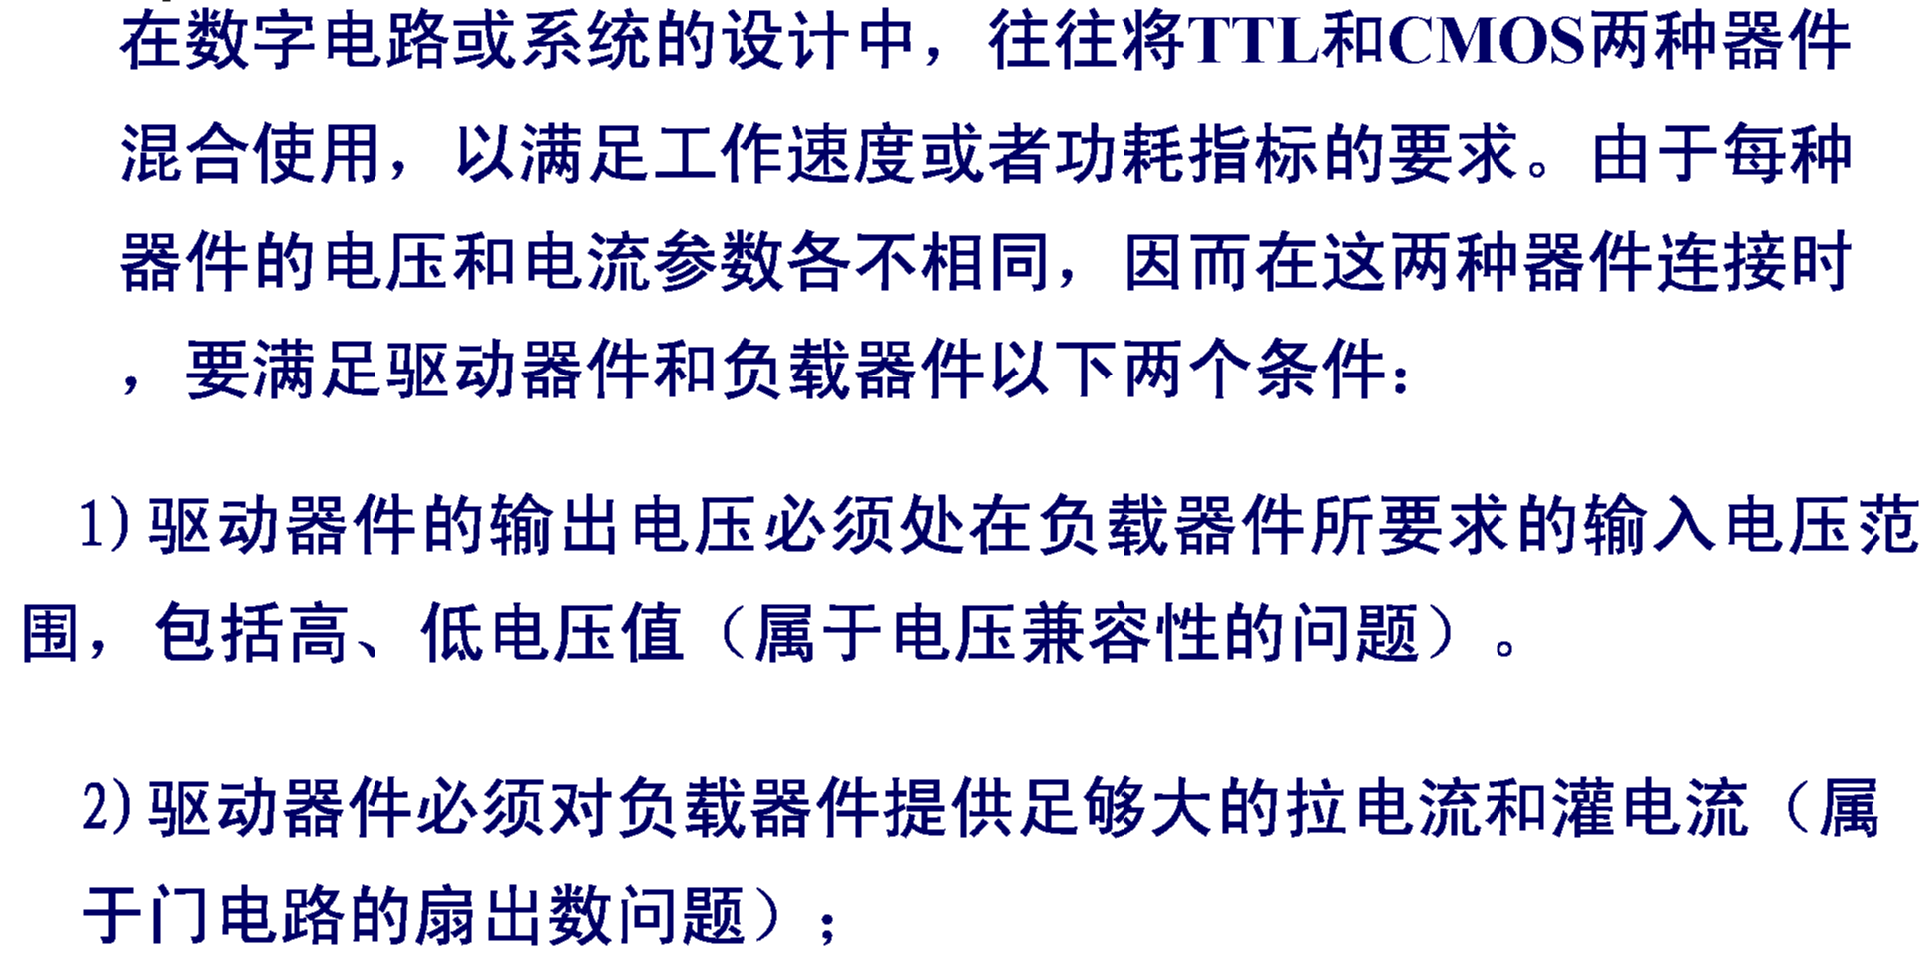 在数字电路或系统的设计中，往往将TTL和CMOS两种器件
混合使用，以满足工作速度或者功耗指标的要求。由于每种
器件的电压和电流参数各不相同，因而在这两种器件连接时
，要满足驱动器件和负载器件以下两个条件：
1)驱动器件的输出电压必须处在负载器件所要求的输入电压范
围，包括高、低电压值（属于电压兼容性的问题）。
2)驱动器件必须对负载器件提供足够大的拉电流和灌电流（属
于门电路的扇出数问题）；